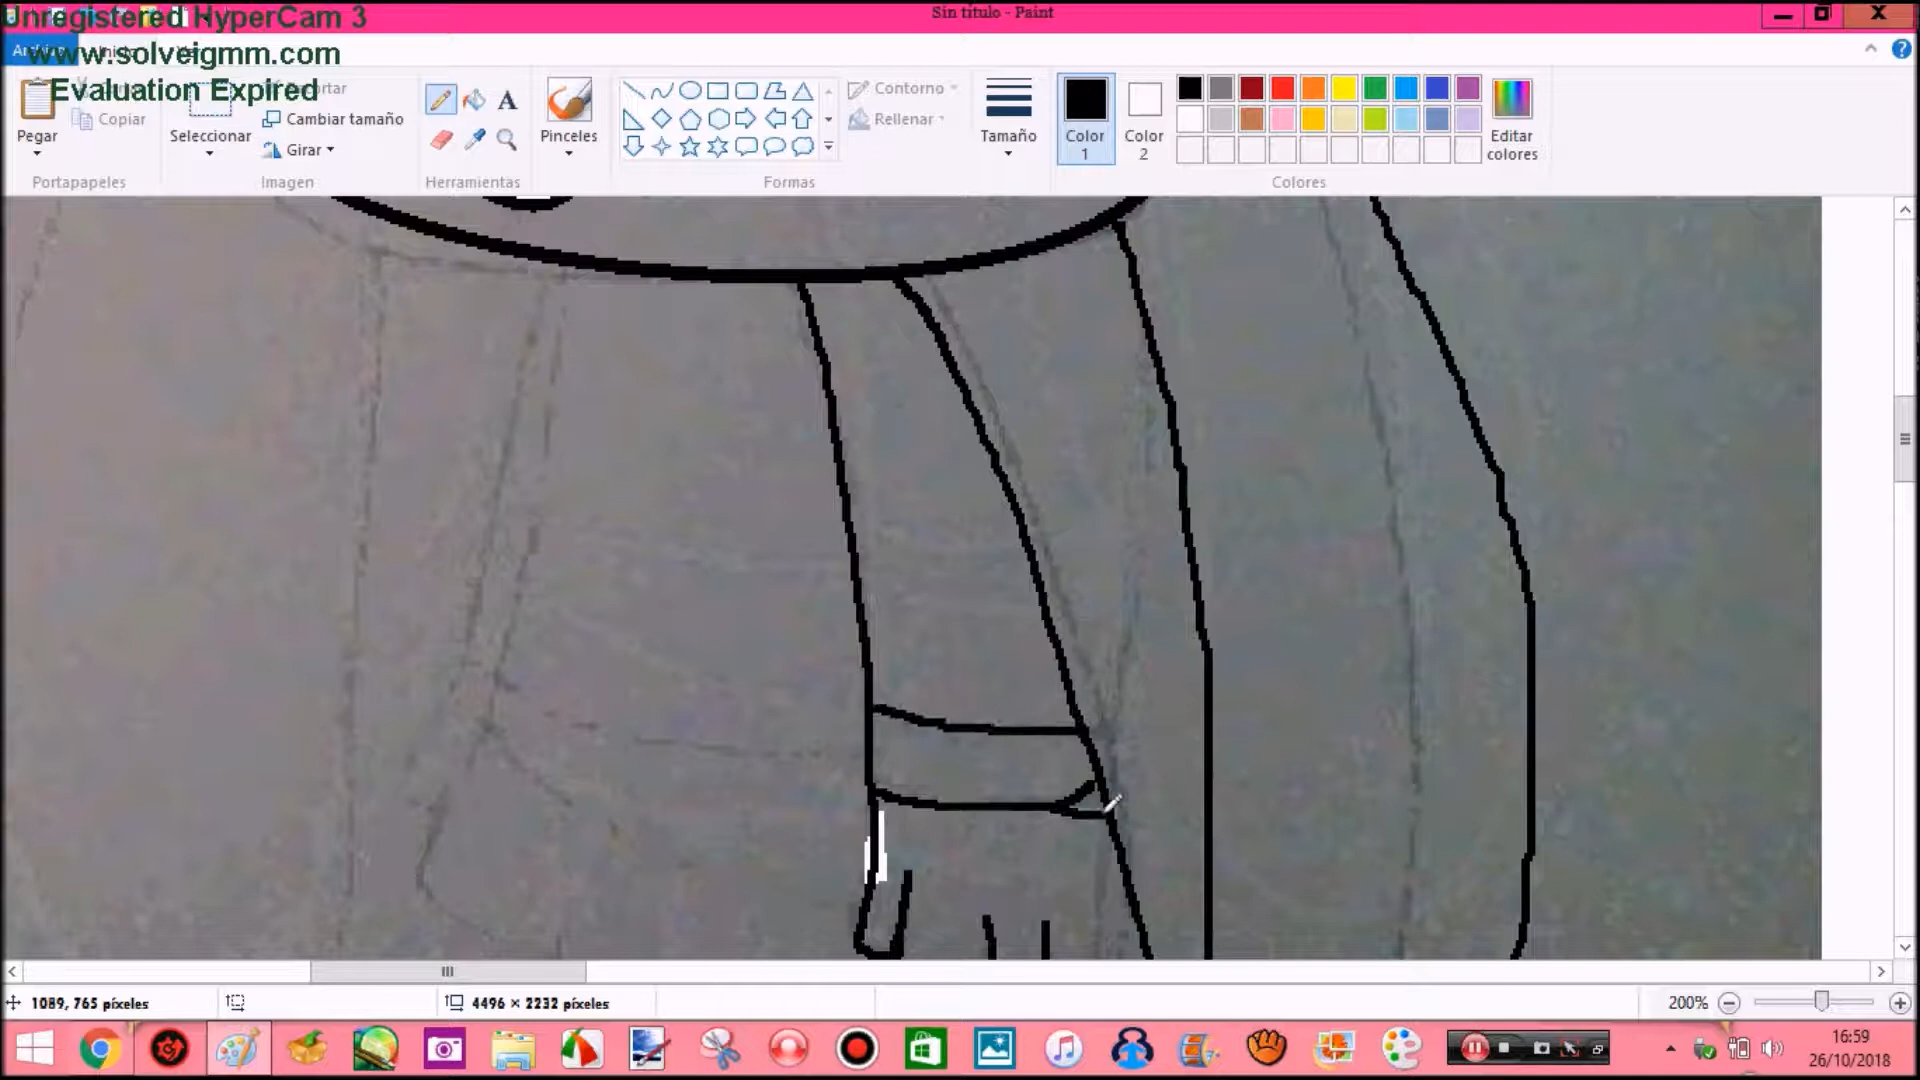 Unregistered HyperCam 3
Sin título - Paint
www.solveigmm.com
Evaluation Expired
Pegar
Copiar
Portapapeles
Seleccionar
Cambiar tamaño
Girar
Imagen
Herramientas
Pinceles
Formas
Contorno
Rellenar
Tamaño
Color 1
Color 2
Editar colores
Colores
1089, 765 píxeles
4496 × 2232 píxeles
200%
16:59
26/10/2018